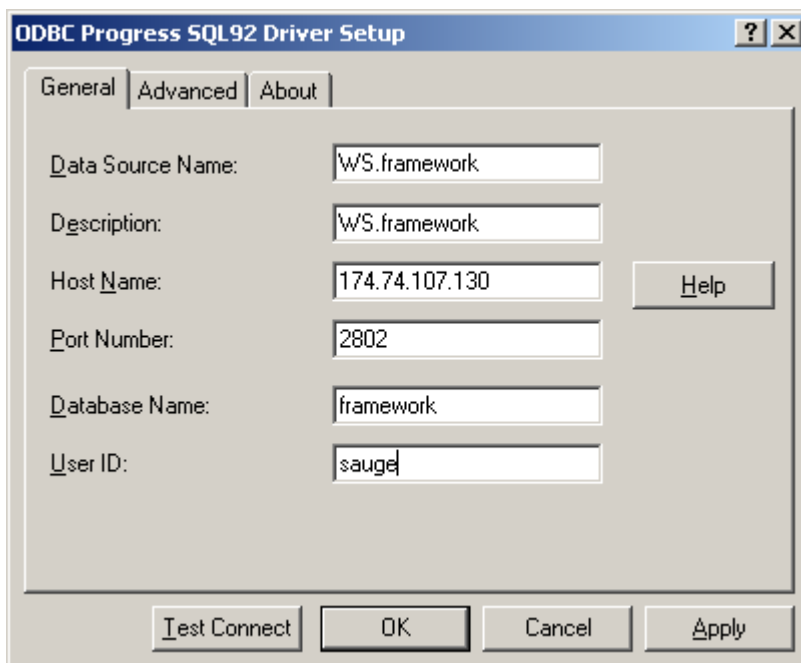 ODBC Progress SQL92 Driver Setup
General Advanced About
Data Source Name: WS.framework
Description: WS.framework
Host Name: 174.74.107.130
Help
Port Number: 2802
Database Name: framework
User ID: sauge
Test Connect OK Cancel Apply